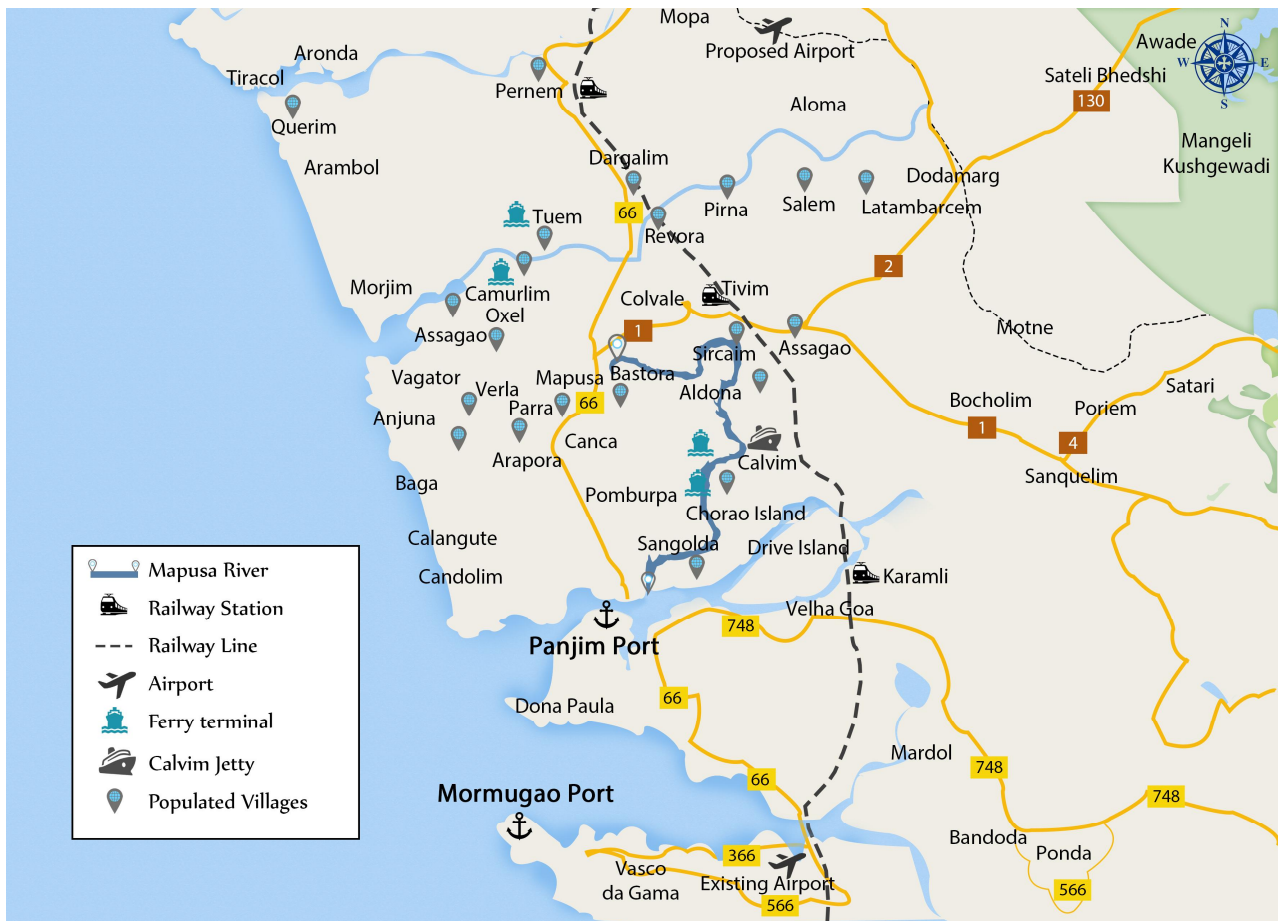 Mopa
Proposed Airport
Awade
N
W
E
S
Aronda
Tiracol
Sateli Bhedshi
130
Pernem
Querim
Aloma
Mangeli
Kushgewadi
Arambol
Dargalim
Dodamarg
66
Pirna
Salem
Latambarcem
Tuem
Revora
2
Morjim
Camurlim
Oxel
Colvale
Tivim
Assagao
1
Sircaim
Assagao
Motne
Vagator
Verla
Mapusa
Bastora
Aldona
Satari
Anjuna
Parra
66
Bocholim
Poriem
Arapora
Canca
1
4
Calvim
Sanquelim
Baga
Pomburpa
Chorao Island
Calangute
Sangolda
Drive Island
Candolim
Karamli
Velha Goa
Panjim Port
748
66
Dona Paula
Mardol
66
748
Mormugao Port
748
Bandoda
366
Ponda
Vasco
da Gama
Existing Airport
566
566
Mapusa River
Railway Station
Railway Line
Airport
Ferry terminal
Calvim Jetty
Populated Villages